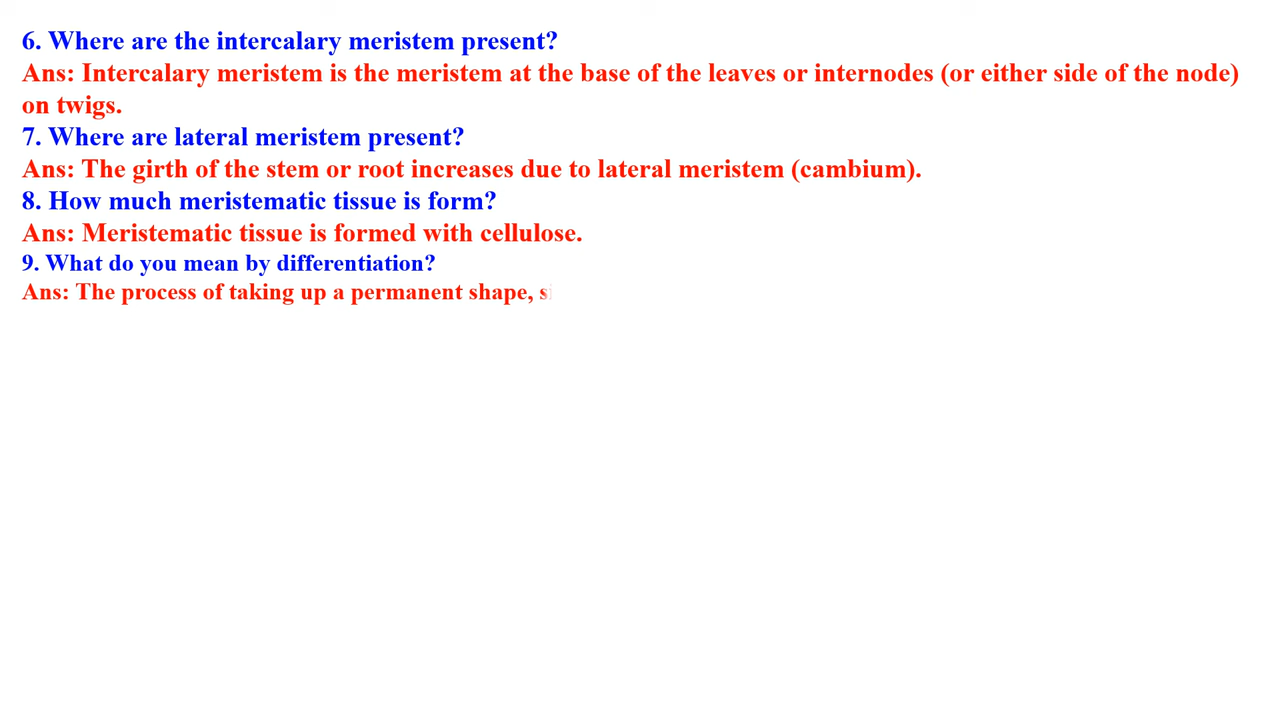 6. Where are the intercalary meristem present?
Ans: Intercalary meristem is the meristem at the base of the leaves or internodes (or either side of the node)
on twigs.
7. Where are lateral meristem present?
Ans: The girth of the stem or root increases due to lateral meristem (cambium).
8. How much meristematic tissue is form?
Ans: Meristematic tissue is formed with cellulose.
9. What do you mean by differentiation?
Ans: The process of taking up a permanent shape,